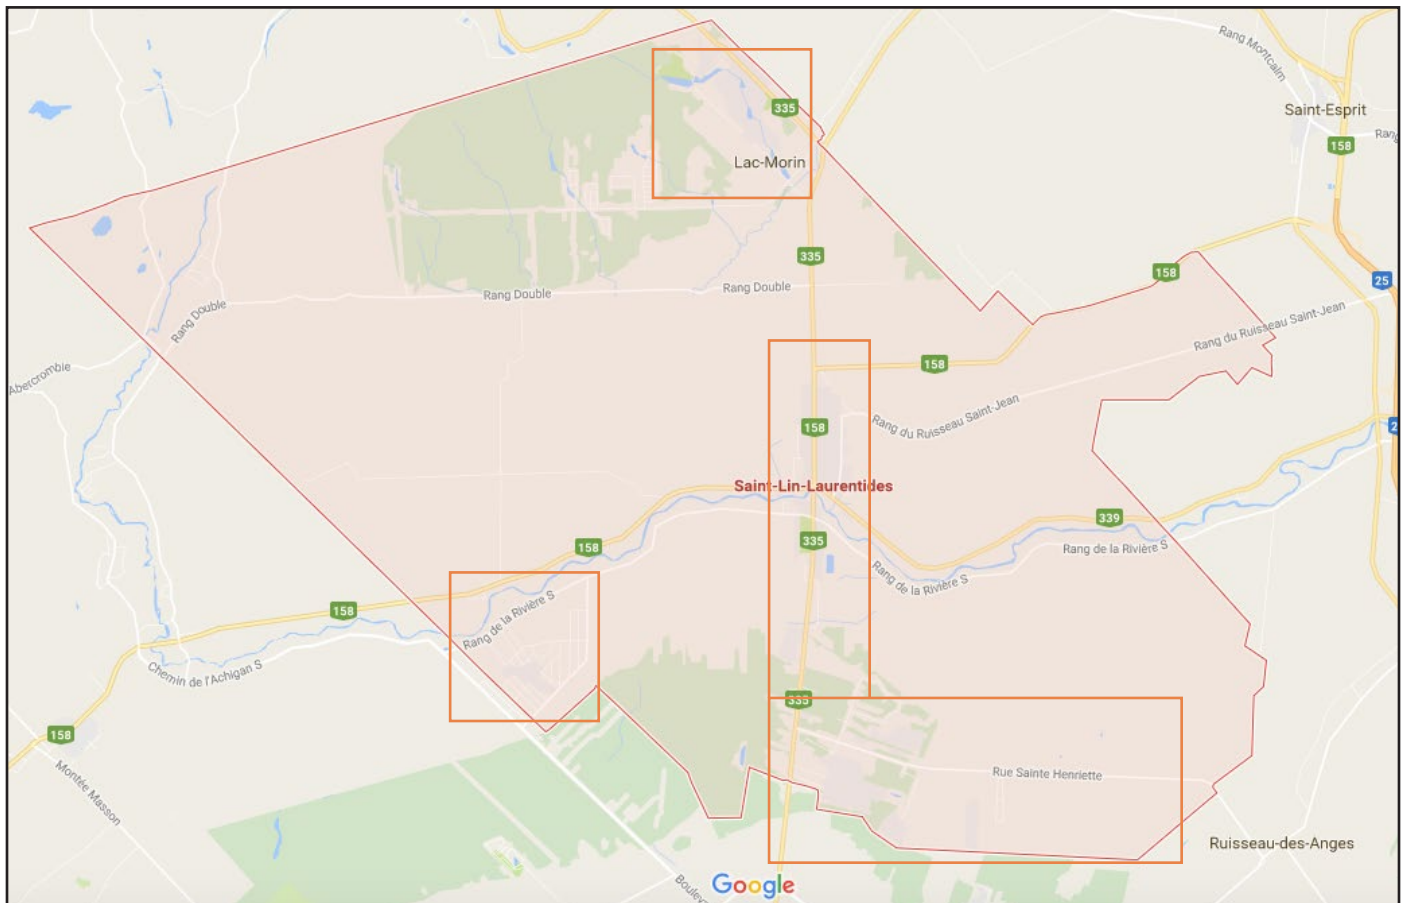 Rang Montcalm
335
Saint-Esprit
Rang
158
Lac-Morin
335
158
25
Rang Double
Rang Double
Rang Double
Rang du Ruisseau Saint-Jean
Abercrombie
158
Rang du Ruisseau Saint-Jean
158
2
Saint-Lin-Laurentides
339
335
158
Rang de la Rivière S
Rang de la Rivière S
158
Rang de la Rivière S
Chemin de l'Achigan S
335
158
Rue Sainte Henriette
Montée Masson
Ruisseau-des-Anges
Google
Boulev